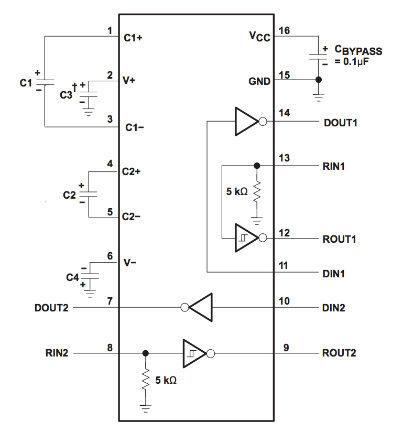 1 C1+ VCC 16
+ C1 − + CBYPASS − = 0.1µF
2 V+
C3† + −
GND 15
14 DOUT1
3 C1−
13 RIN1
4 C2+
5 kΩ
+ C2 −
5 C2−
12 ROUT1
6 V−
− C4 +
11 DIN1
DOUT2 7 10 DIN2
RIN2 8 9 ROUT2
5 kΩ